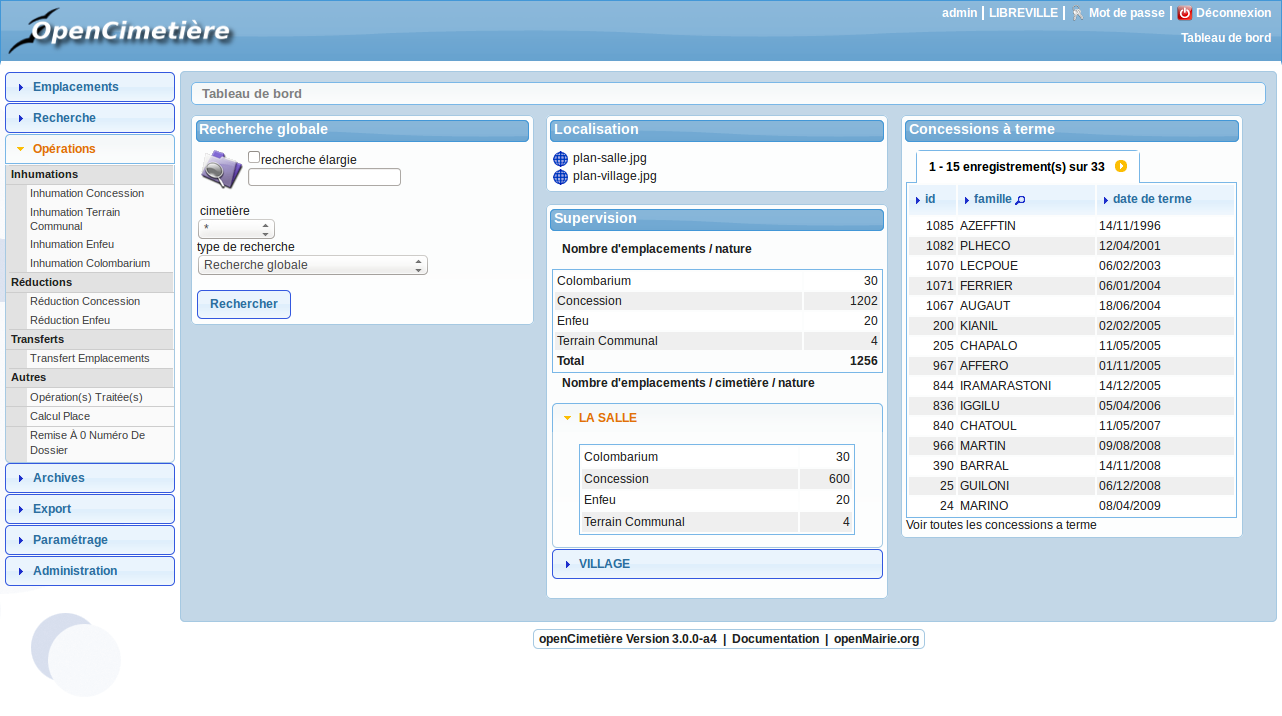 OpenCimetière
admin | LIBREVILLE | Mot de passe | Déconnexion
Tableau de bord
Emplacements
Recherche
Opérations
Inhumations
Inhumation Concession
Inhumation Terrain
Communal
Inhumation Enfeu
Inhumation Colombarium
Réductions
Réduction Concession
Réduction Enfeu
Transferts
Transfert Emplacements
Autres
Opération(s) Traitée(s)
Calcul Place
Remise À 0 Numéro De
Dossier
Archives
Export
Paramétrage
Administration
Tableau de bord
Recherche globale
recherche élargie
cimetière
*
type de recherche
Recherche globale
Rechercher
Localisation
plan-salle.jpg
plan-village.jpg
Supervision
Nombre d'emplacements / nature
Colombarium 30
Concession 1202
Enfeu 20
Terrain Communal 4
Total 1256
Nombre d'emplacements / cimetière / nature
LA SALLE
Colombarium 30
Concession 600
Enfeu 20
Terrain Communal 4
VILLAGE
Concessions à terme
1 - 15 enregistrement(s) sur 33
id famille date de terme
1085 AZEFFTIN 14/11/1996
1082 PLHECO 12/04/2001
1070 LECPOUE 06/02/2003
1071 FERRIER 06/01/2004
1067 AUGAUT 18/06/2004
200 KIANIL 02/02/2005
205 CHAPALO 11/05/2005
967 AFFERO 01/11/2005
844 IRAMARASTONI 14/12/2005
836 IGGILU 05/04/2006
840 CHATOUL 11/05/2007
966 MARTIN 09/08/2008
390 BARRAL 14/11/2008
25 GUILONI 06/12/2008
24 MARINO 08/04/2009
Voir toutes les concessions a terme
openCimetière Version 3.0.0-a4 | Documentation | openMairie.org